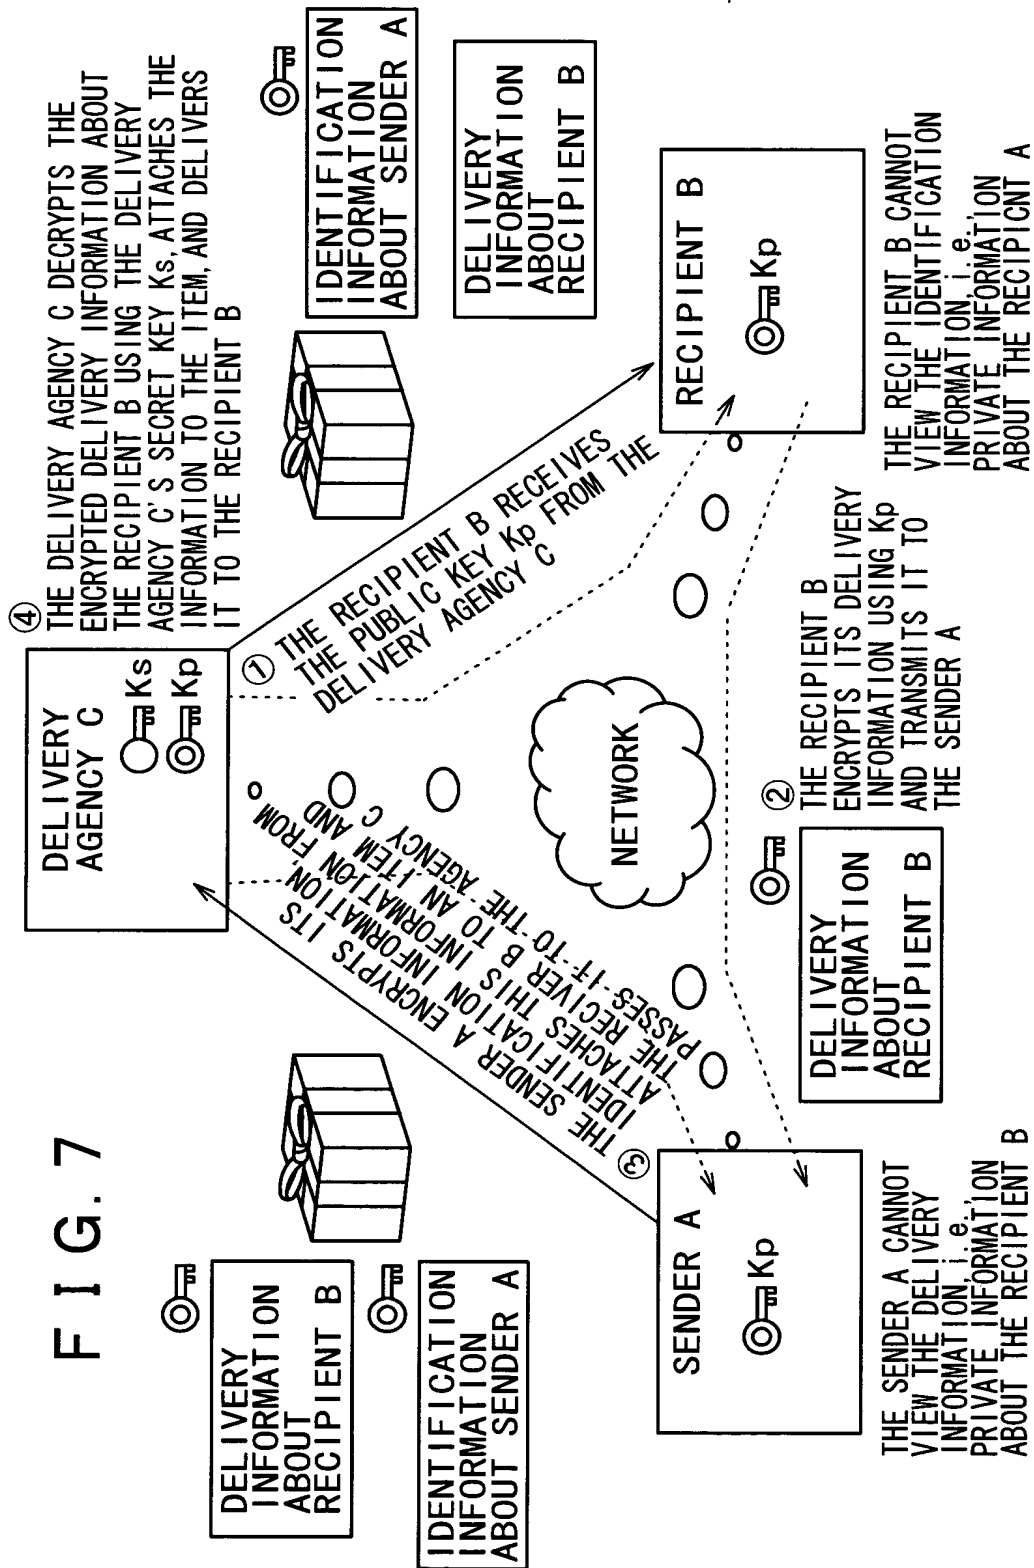 FIG. 7
DELIVERY
INFORMATION
ABOUT
RECIPIENT B
IDENTIFICATION
INFORMATION
ABOUT SENDER A
DELIVERY
AGENCY C
Ks
Kp
④
THE DELIVERY AGENCY C DECRYPTS THE
ENCRYPTED DELIVERY INFORMATION ABOUT
THE RECIPIENT B USING THE DELIVERY
AGENCY C'S SECRET KEY Ks, ATTACHES THE
INFORMATION TO THE ITEM, AND DELIVERS
IT TO THE RECIPIENT B
IDENTIFICATION
INFORMATION
ABOUT SENDER A
DELIVERY
INFORMATION
ABOUT
RECIPIENT B
③
THE SENDER A ENCRYPTS ITS
IDENTIFICATION INFORMATION,
ATTACHES THIS INFORMATION FROM
THE RECIVER B TO AN ITEM AND
PASSES IT TO THE AGENCY C
① THE RECIPIENT B RECEIVES
THE PUBLIC KEY Kp FROM THE
DELIVERY AGENCY C
NETWORK
SENDER A
Kp
THE SENDER A CANNOT
VIEW THE DELIVERY
INFORMATION, i.e.,
PRIVATE INFORMATION
ABOUT THE RECIPIENT B
DELIVERY
INFORMATION
ABOUT
RECIPIENT B
②
THE RECIPIENT B
ENCRYPTS ITS DELIVERY
INFORMATION USING Kp
AND TRANSMITS IT TO
THE SENDER A
RECIPIENT B
Kp
THE RECIPIENT B CANNOT
VIEW THE IDENTIFICATION
INFORMATION, i.e.,
PRIVATE INFORMATION
ABOUT THE RECIPICNT A